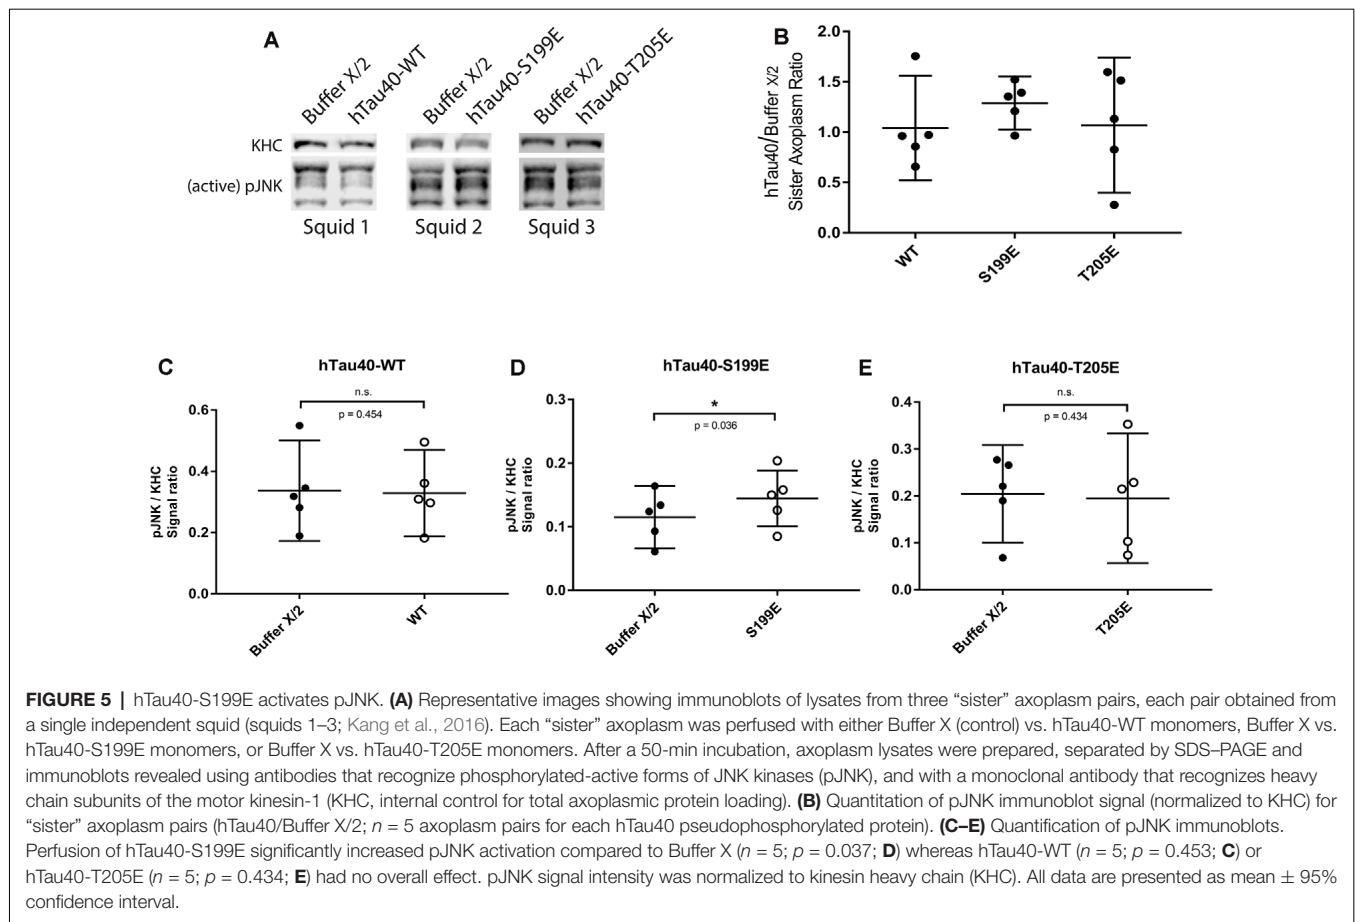 A
Buffer X/2
hTau40-WT
Buffer X/2
hTau40-S199E
Buffer X/2
hTau40-T205E
KHC
(active) pJNK
Squid 1
Squid 2
Squid 3
B
hTau40/Buffer X/2
Sister Axoplasm Ratio
2.0
1.5
1.0
0.5
0.0
WT
S199E
T205E
C
hTau40-WT
n.s.
p = 0.454
pJNK / KHC
Signal ratio
0.6
0.4
0.2
0.0
Buffer X/2
WT
D
hTau40-S199E
*
p = 0.036
pJNK / KHC
Signal ratio
0.3
0.2
0.1
0.0
Buffer X/2
S199E
E
hTau40-T205E
n.s.
p = 0.434
pJNK / KHC
Signal ratio
0.4
0.3
0.2
0.1
0.0
Buffer X/2
T205E
FIGURE 5 | hTau40-S199E activates pJNK. (A) Representative images showing immunoblots of lysates from three “sister” axoplasm pairs, each pair obtained from
a single independent squid (squids 1–3; Kang et al., 2016). Each “sister” axoplasm was perfused with either Buffer X (control) vs. hTau40-WT monomers, Buffer X vs.
hTau40-S199E monomers, or Buffer X vs. hTau40-T205E monomers. After a 50-min incubation, axoplasm lysates were prepared, separated by SDS–PAGE and
immunoblots revealed using antibodies that recognize phosphorylated-active forms of JNK kinases (pJNK), and with a monoclonal antibody that recognizes heavy
chain subunits of the motor kinesin-1 (KHC, internal control for total axoplasmic protein loading). (B) Quantitation of pJNK immunoblot signal (normalized to KHC) for
“sister” axoplasm pairs (hTau40/Buffer X/2; n = 5 axoplasm pairs for each hTau40 pseudophosphorylated protein). (C–E) Quantification of pJNK immunoblots.
Perfusion of hTau40-S199E significantly increased pJNK activation compared to Buffer X (n = 5; p = 0.037; D) whereas hTau40-WT (n = 5; p = 0.453; C) or
hTau40-T205E (n = 5; p = 0.434; E) had no overall effect. pJNK signal intensity was normalized to kinesin heavy chain (KHC). All data are presented as mean ± 95%
confidence interval.